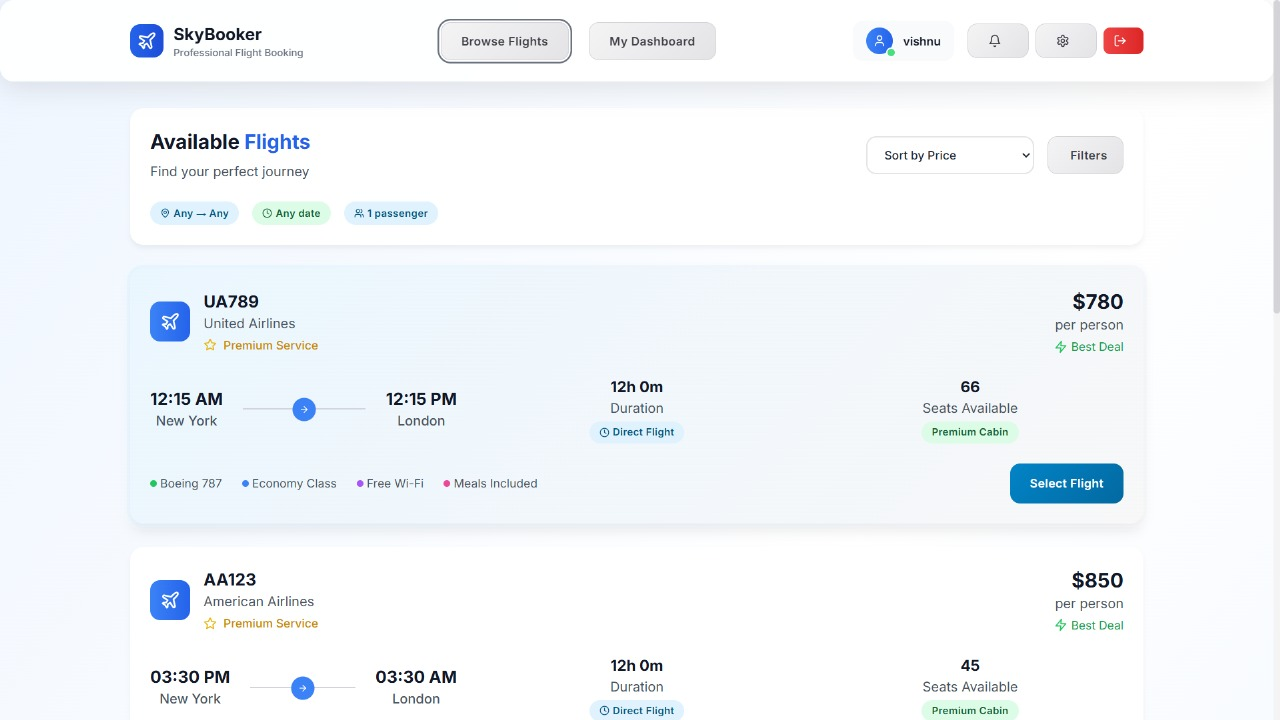 SkyBooker
Professional Flight Booking
Browse Flights
My Dashboard
vishnu
Available Flights
Find your perfect journey
Sort by Price
Filters
Any → Any
Any date
1 passenger
UA789
United Airlines
Premium Service
$780
per person
Best Deal
12:15 AM
New York
12:15 PM
London
12h 0m
Duration
Direct Flight
66
Seats Available
Premium Cabin
Boeing 787
Economy Class
Free Wi-Fi
Meals Included
Select Flight
AA123
American Airlines
Premium Service
$850
per person
Best Deal
03:30 PM
New York
03:30 AM
London
12h 0m
Duration
Direct Flight
45
Seats Available
Premium Cabin